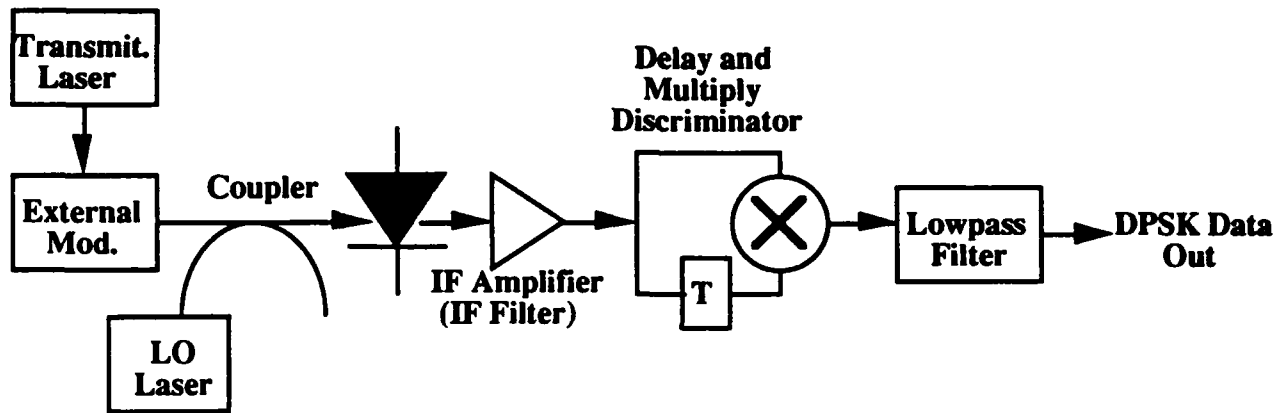 Transmit.
Laser
External
Mod.
Coupler
LO
Laser
IF Amplifier
(IF Filter)
Delay and
Multiply
Discriminator
T
Lowpass
Filter
DPSK Data
Out